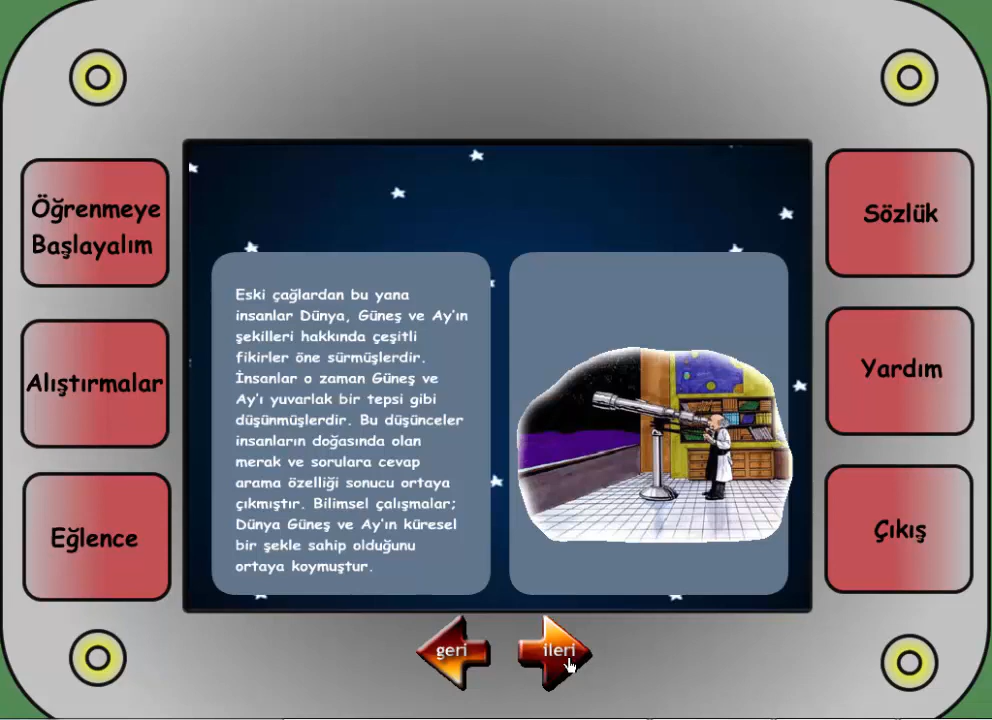 Öğrenmeye
Başlayalım
Alıştırmalar
Eğlence
Eski çağlardan bu yana
insanlar Dünya, Güneş ve Ay'ın
şekilleri hakkında çeşitli
fikirler öne sürmüşlerdir.
İnsanlar o zaman Güneş ve
Ay'ı yuvarlak bir tepsi gibi
düşünmüşlerdir. Bu düşünceler
insanların doğasında olan
merak ve sorulara cevap
arama özelliği sonucu ortaya
çıkmıştır. Bilimsel çalışmalar;
Dünya Güneş ve Ay'ın küresel
bir şekle sahip olduğunu
ortaya koymuştur.
Sözlük
Yardım
Çıkış
geri
ileri